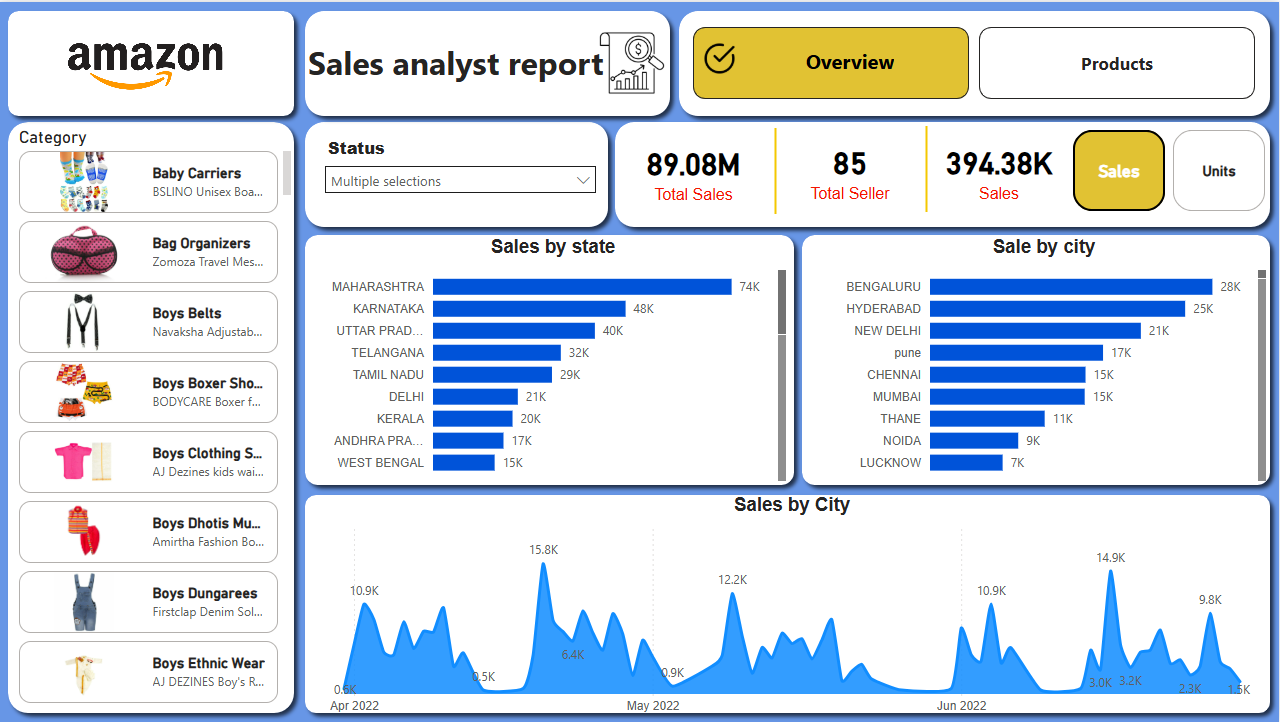 amazon
Sales analyst report
Overview
Products
Category
Baby Carriers
BSLINO Unisex Boa...
Bag Organizers
Zomoza Travel Mes...
Boys Belts
Navaksha Adjustab...
Boys Boxer Sho...
BODYCARE Boxer f...
Boys Clothing S...
AJ Dezines kids wai...
Boys Dhotis Mu...
Amirtha Fashion Bo...
Boys Dungarees
Firstclap Denim Sol...
Boys Ethnic Wear
AJ DEZINES Boy's R...
Status
Multiple selections
89.08M
Total Sales
85
Total Seller
394.38K
Sales
Sales
Units
Sales by state
MAHARASHTRA 74K
KARNATAKA 48K
UTTAR PRAD... 40K
TELANGANA 32K
TAMIL NADU 29K
DELHI 21K
KERALA 20K
ANDHRA PRA... 17K
WEST BENGAL 15K
Sale by city
BENGALURU 28K
HYDERABAD 25K
NEW DELHI 21K
pune 17K
CHENNAI 15K
MUMBAI 15K
THANE 11K
NOIDA 9K
LUCKNOW 7K
Sales by City
15.8K
14.9K
12.2K
10.9K
10.9K
9.8K
6.4K
0.5K
0.9K
3.0K
3.2K
2.3K
1.5K
Apr 2022
May 2022
Jun 2022